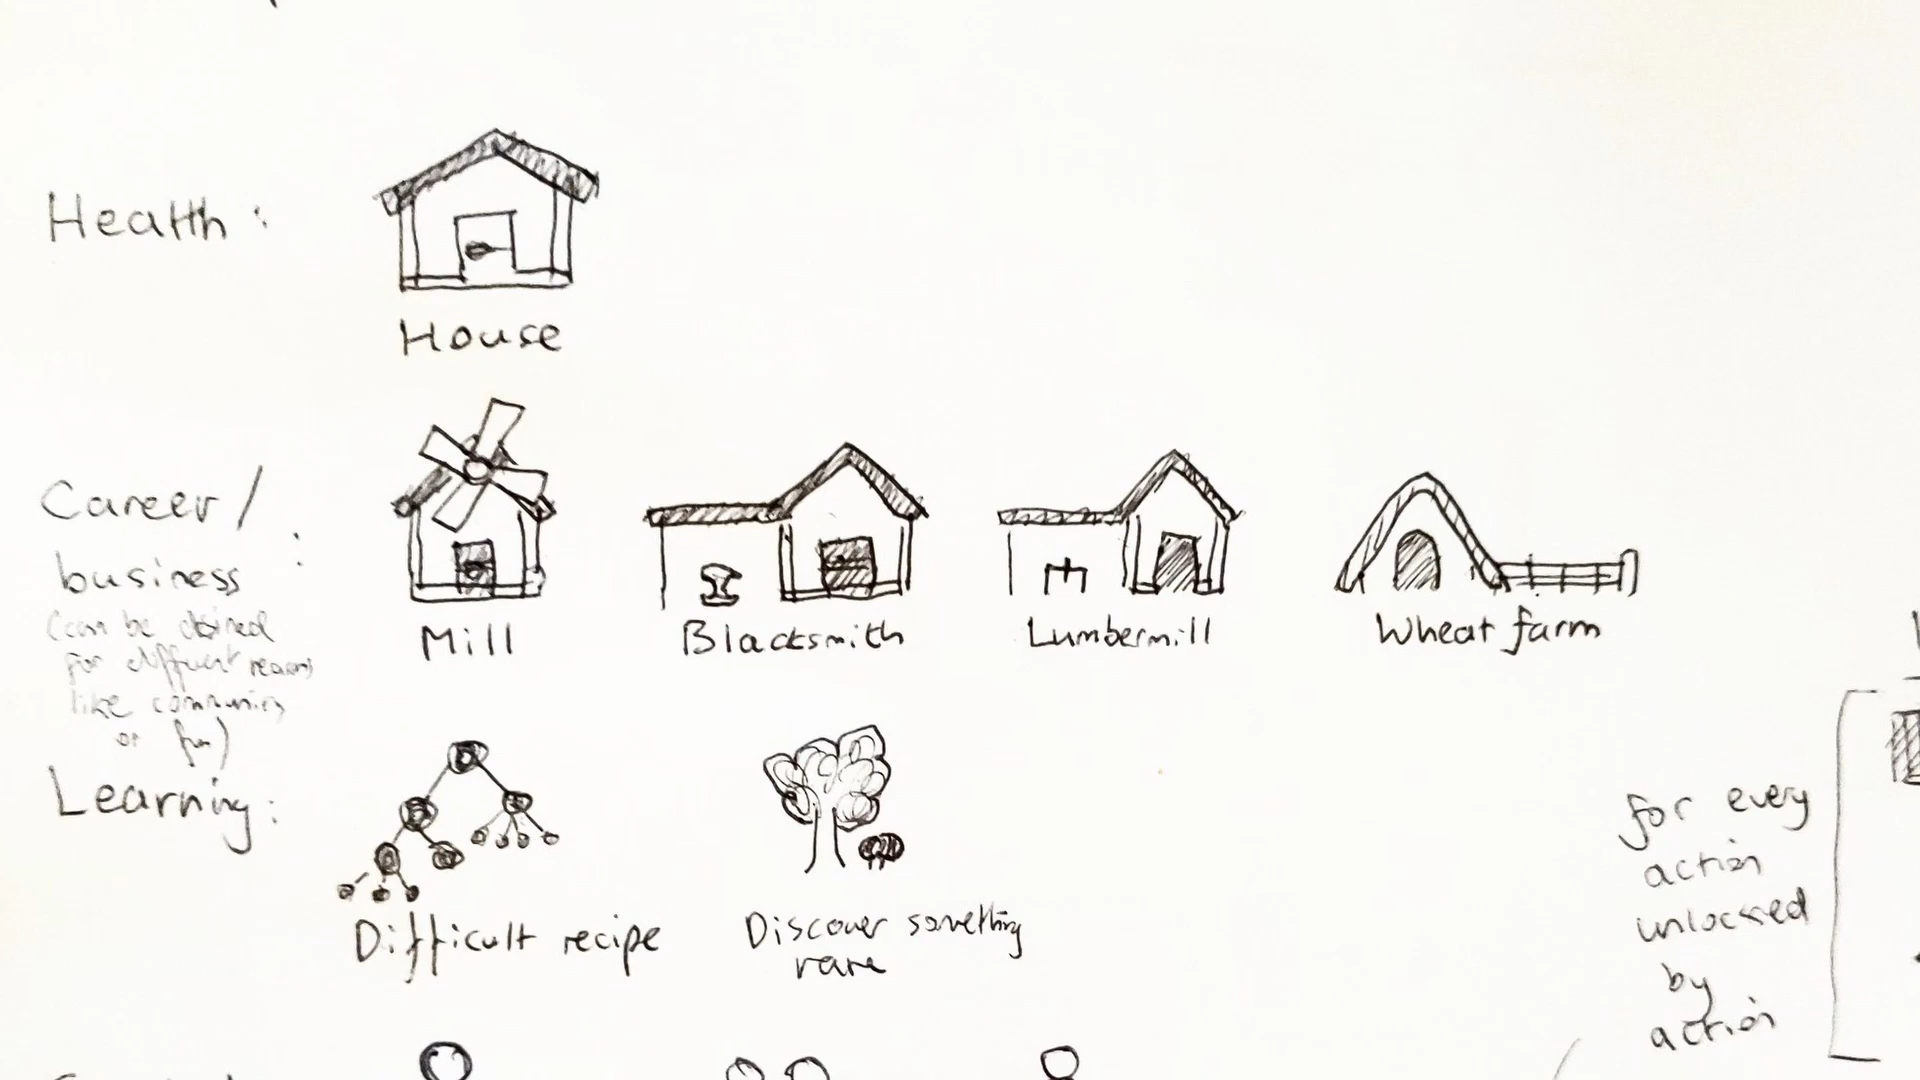 Health :
House
Career /
business :
(can be desired
for different reasons
like community
or fun)
Mill
Blacksmith
Lumbermill
Wheat farm
Learning :
Difficult recipe
Discover something
rare
for every
action
unlocked
by
action